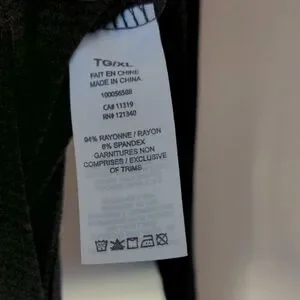 TG/XL
FAIT EN CHINE
MADE IN CHINA
100056588
CA# 11319
RN# 121340
94% RAYONNE / RAYON
6% SPANDEX
GARNITURES NON
COMPRISES / EXCLUSIVE
OF TRIMS